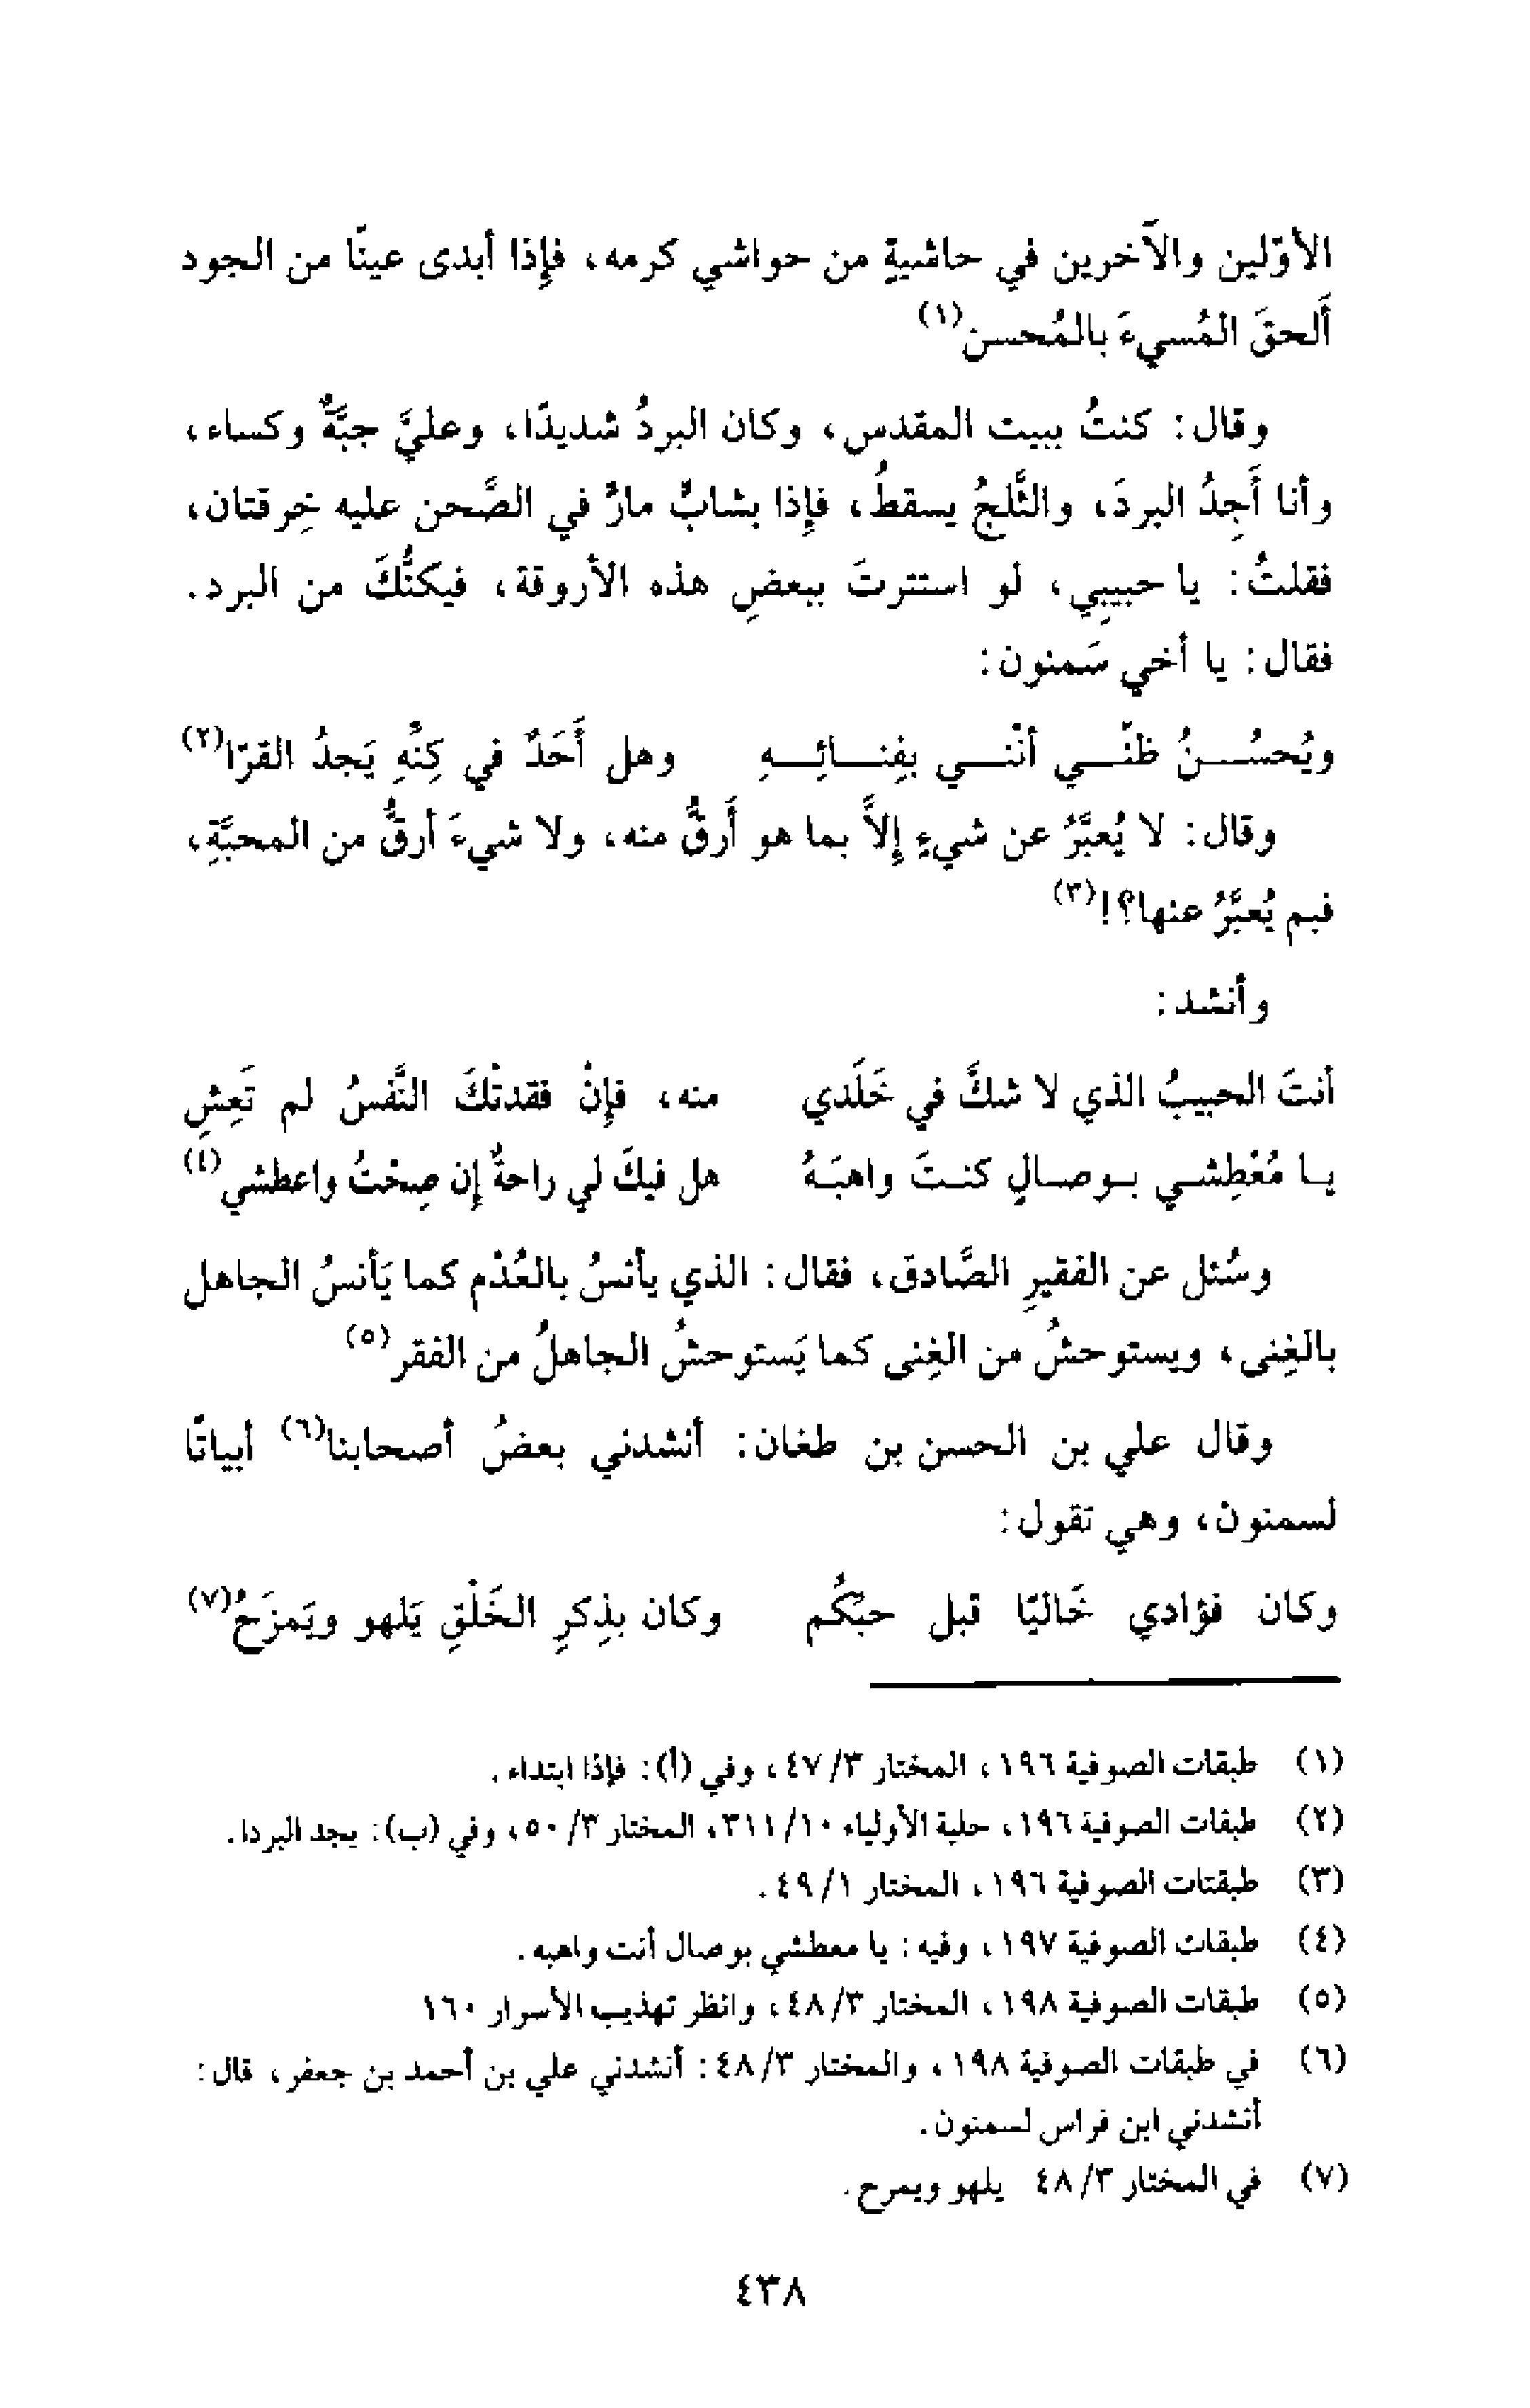 الأوّلين والآخرين في حاشيةٍ من حواشي كرمه، فإِذا أبدى عينًا من الجود
أَلحقَ المُسيءَ بالمُحسن(١)
وقال: كنتُ ببيت المقدس، وكان البردُ شديدًا، وعليَّ جبَّةٌ وكساء،
وأنا أَجِدُ البردَ، والثَّلجُ يسقطُ، فإِذا بشابٌ مارٌّ في الصَّحن عليه خِرقتان،
فقلتُ: يا حبيبِي، لو استترتَ ببعضِ هذه الأروقة، فيكنُّكَ من البرد.
فقال: يا أخي سَمنون:
ويُحسُــنُ ظنّــي أنّنــي بفِنــائِــهِ وهل أَحَدٌ في كِنِّهِ يَجدُ القرّا(٢)
وقال: لا يُعبَّرُ عن شيءٍ إلاَّ بما هو أَرقُّ منه، ولا شيءَ أرقُّ من المحبَّةِ،
فبم يُعبَّرُ عنها؟!(٣)
وأنشد:
أنتَ الحبيبُ الذي لا شكَّ في خَلَدي منه، فإِنْ فقدتْكَ النَّفسُ لم تَعِشِ
يـا مُعْطِشـي بـوصـالٍ كنـتَ واهبَـهُ هل فيكَ لي راحةٌ إن صِحْتُ واعطشي(٤)
وسُئل عن الفقيرِ الصَّادق، فقال: الذي يأنسُ بالعُدْم كما يَأنسُ الجاهل
بالغِنى، ويستوحشُ من الغِنى كما يَستوحشُ الجاهلُ من الفقر(٥)
وقال علي بن الحسن بن طغان: أنشدني بعضُ أصحابنا(٦) أبياتًا
لسمنون، وهي تقول:
وكان فؤادي خَاليًا قبل حبِّكُم وكان بذِكرِ الخَلْقِ يَلهو ويَمزَحُ(٧)
(١) طبقات الصوفية ١٩٦، المختار ٣/ ٤٧، وفي (أ): فإذا ابتداء.
(٢) طبقات الصوفية ١٩٦، حلية الأولياء ١٠/ ٣١١، المختار ٣/ ٥٠، وفي (ب): يجد البردا.
(٣) طبقتات الصوفية ١٩٦، المختار ١/ ٤٩.
(٤) طبقات الصوفية ١٩٧، وفيه: يا معطشي بوصال أنت واهبه.
(٥) طبقات الصوفية ١٩٨، المختار ٣/ ٤٨، وانظر تهذيب الأسرار ١٦٠
(٦) في طبقات الصوفية ١٩٨، والمختار ٣/ ٤٨: أنشدني علي بن أحمد بن جعفر، قال:
أنشدني ابن فراس لسمنون.
(٧) في المختار ٣/ ٤٨ يلهو ويمرح.
٤٣٨